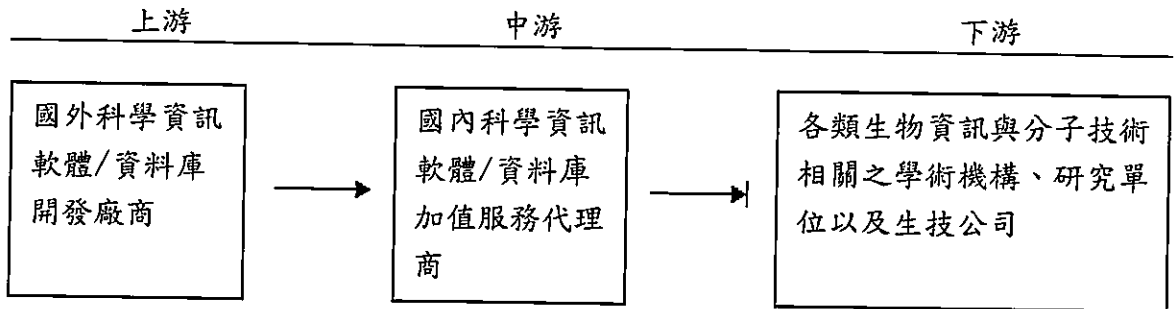 上游
中游
下游
國外科學資訊
軟體/資料庫
開發廠商
國內科學資訊
軟體/資料庫
加值服務代理
商
各類生物資訊與分子技術
相關之學術機構、研究單
位以及生技公司